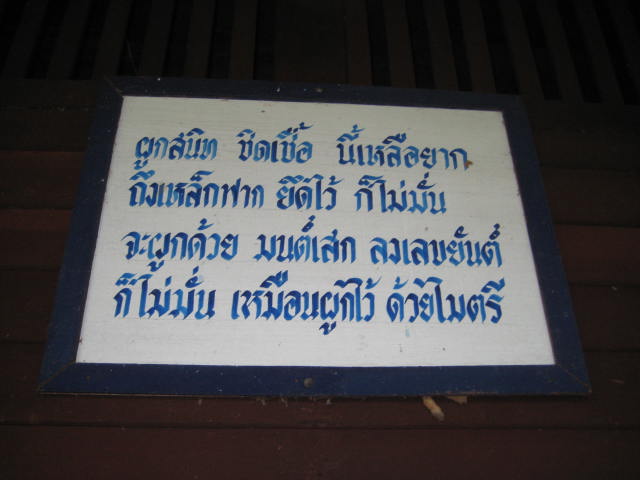 ผูกสนิท ชิดเชื้อ นี้เหลือยาก
ถึงเหล็กฟาก ยึดไว้ ก็ไม่มั่น
จะผูกด้วย มนต์เสก ลงเลขยันต์
ก็ไม่มั่น เหมือนผูกไว้ ด้วยไมตรี